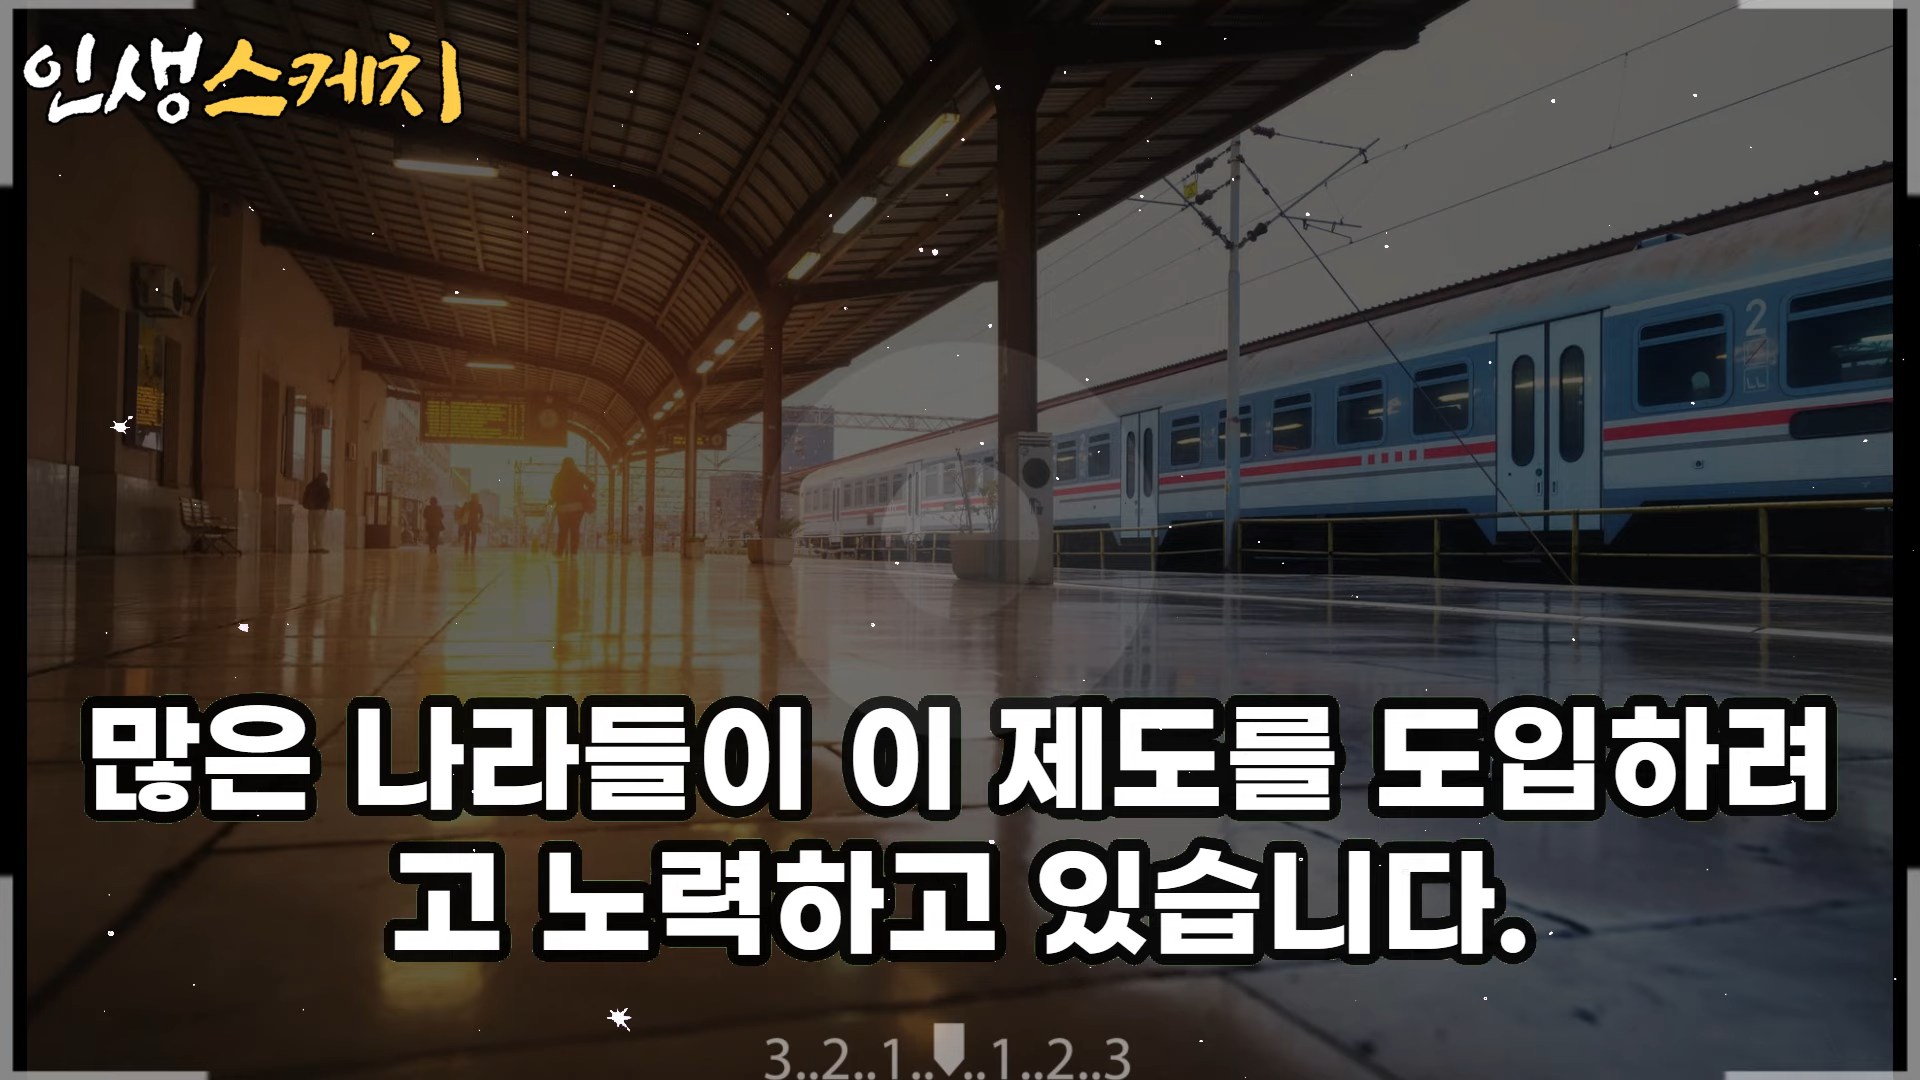 인생스케치
2
많은 나라들이 이 제도를 도입하려
고 노력하고 있습니다.
3..2..1.. ..1..2..3